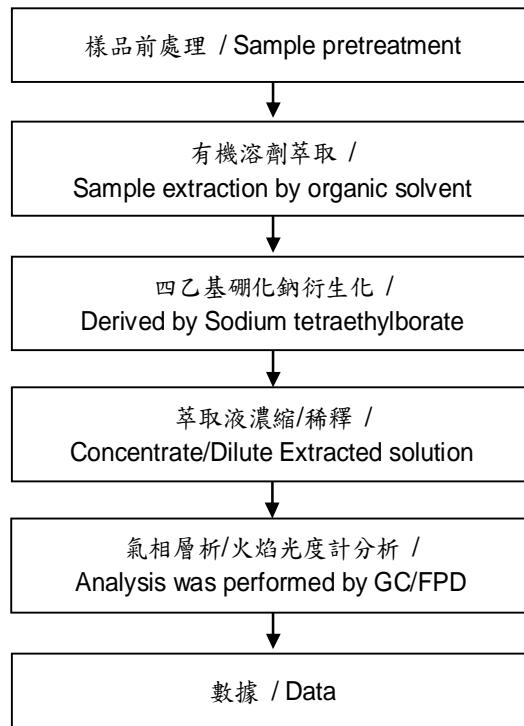 樣品前處理 / Sample pretreatment
有機溶劑萃取 /
Sample extraction by organic solvent
四乙基硼化鈉衍生化 /
Derived by Sodium tetraethylborate
萃取液濃縮/稀釋 /
Concentrate/Dilute Extracted solution
氣相層析/火焰光度計分析 /
Analysis was performed by GC/FPD
數據 / Data